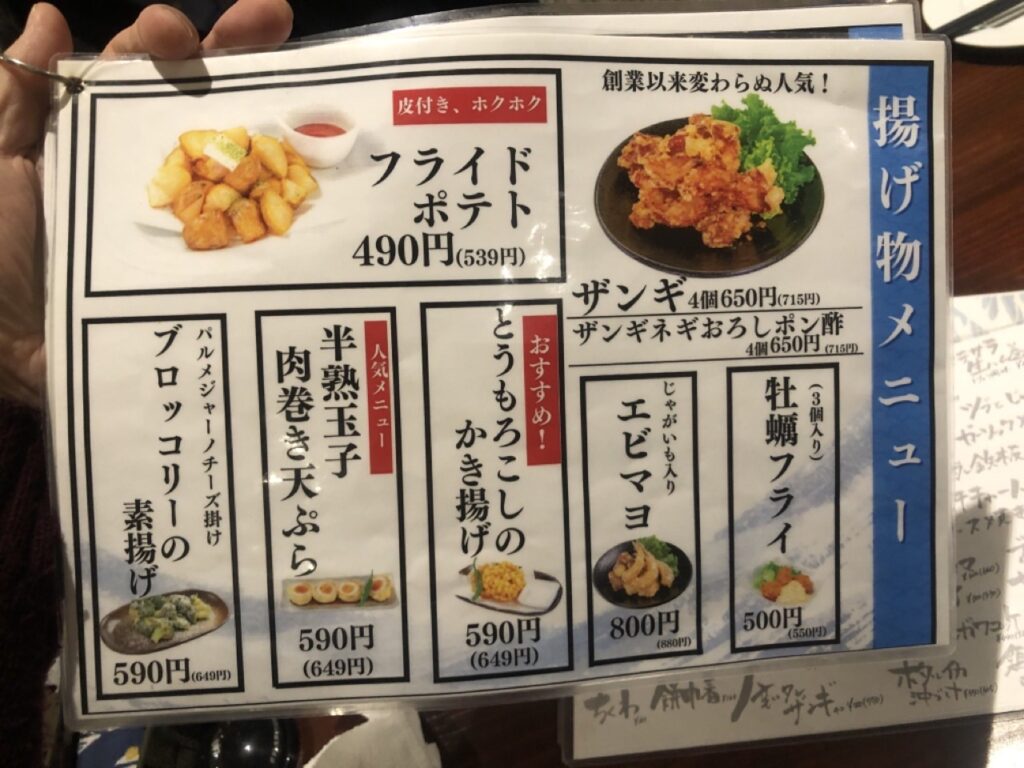 揚げ物メニュー
創業以来変わらぬ人気！
ザンギ 4個650円(715円)
ザンギネギおろしポン酢
4個650円(715円)
皮付き、ホクホク
フライド
ポテト
490円(539円)
(3個入り)
牡蠣フライ
500円
(550円)
じゃがいも入り
エビマヨ
800円
(880円)
おすすめ！
とうもろこしの
かき揚げ
590円
(649円)
人気メニュー
半熟玉子
肉巻き天ぷら
590円
(649円)
パルメジャーノチーズ掛け
ブロッコリーの
素揚げ
590円(649円)
ちくわ